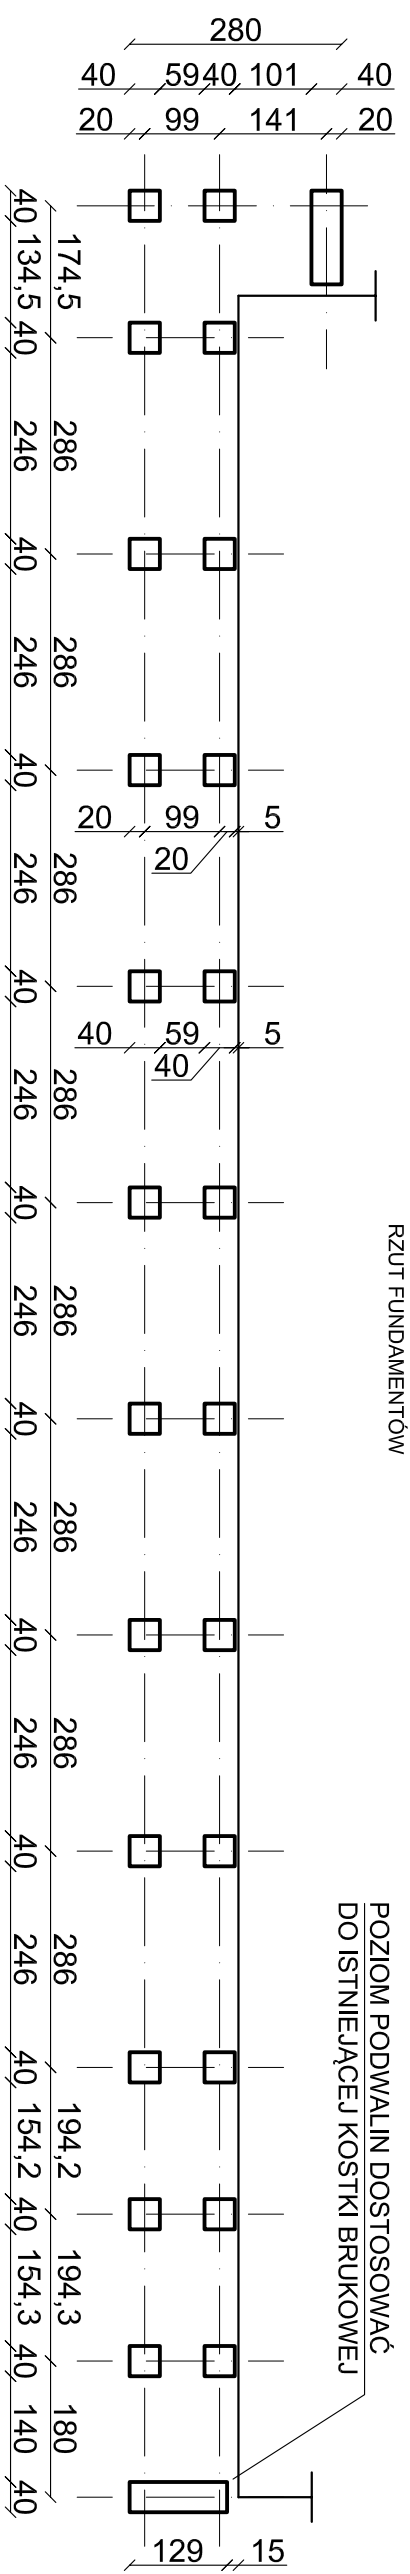 280
40 59 40 101 40
20 99 141 20
174,5 286 286 286 286 286 286 286 286 194,2 194,3 180
40 134,5 40 246 40 246 40 246 40 246 40 246 40 246 40 246 40 246 40 154,2 40 154,3 40 140 40
20 99 5
20
40 59 5
40
RZUT FUNDAMENTÓW
POZIOM PODWALIN DOSTOSOWAĆ
DO ISTNIEJĄCEJ KOSTKI BRUKOWEJ
129 15